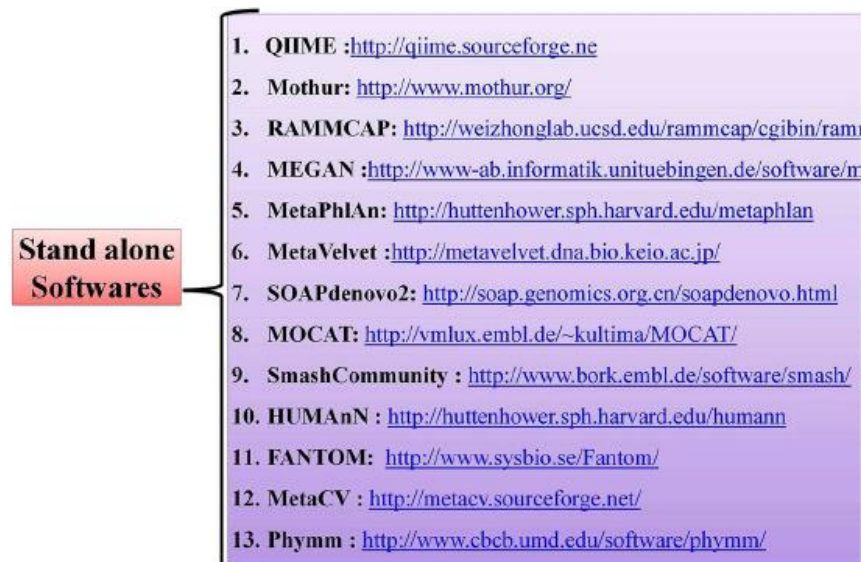 1. QIIME :http://qiime.sourceforge.ne
2. Mothur: http://www.mothur.org/
3. RAMMCAP: http://weizhonglab.ucsd.edu/rammcap/cgibin/ramm
4. MEGAN :http://www-ab.informatik.unituebingen.de/software/m
5. MetaPhlAn: http://huttenhower.sph.harvard.edu/metaphlan
Stand alone
Softwares
6. MetaVelvet :http://metavelvet.dna.bio.keio.ac.jp/
7. SOAPdenovo2: http://soap.genomics.org.cn/soapdenovo.html
8. MOCAT: http://vmlux.embl.de/~kultima/MOCAT/
9. SmashCommunity : http://www.bork.embl.de/software/smash/
10. HUMAnN : http://huttenhower.sph.harvard.edu/humann
11. FANTOM: http://www.sysbio.se/Fantom/
12. MetaCV : http://metacv.sourceforge.net/
13. Phymm : http://www.cbcb.umd.edu/software/phymm/